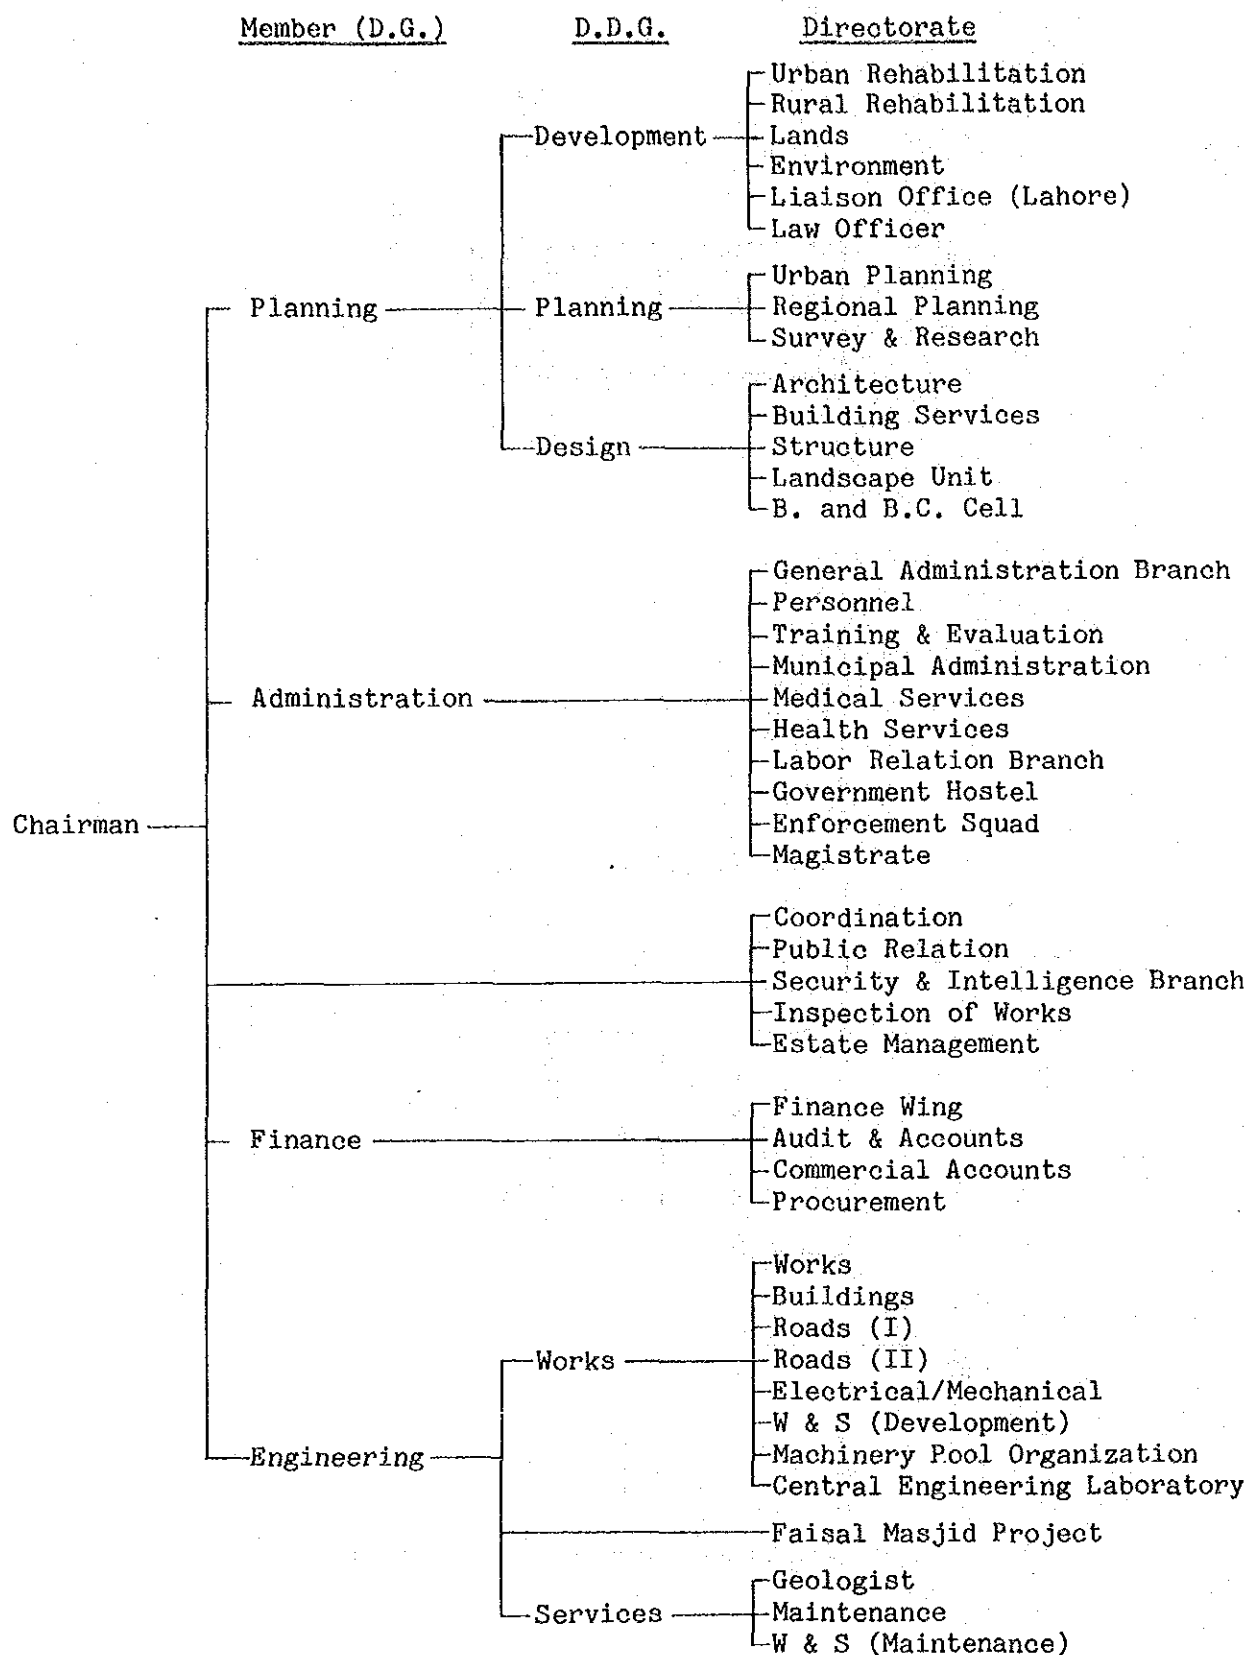 Member (D.G.) D.D.G. Directorate
Urban Rehabilitation
Rural Rehabilitation
Development Lands
Environment
Liaison Office (Lahore)
Law Officer
Urban Planning
Planning Planning Regional Planning
Survey & Research
Architecture
Building Services
Design Structure
Landscape Unit
B. and B.C. Cell
General Administration Branch
Personnel
Training & Evaluation
Municipal Administration
Administration Medical Services
Health Services
Labor Relation Branch
Government Hostel
Chairman Enforcement Squad
Magistrate
Coordination
Public Relation
Security & Intelligence Branch
Inspection of Works
Estate Management
Finance Wing
Finance Audit & Accounts
Commercial Accounts
Procurement
Works
Buildings
Roads (I)
Works Roads (II)
Electrical/Mechanical
W & S (Development)
Engineering Machinery Pool Organization
Central Engineering Laboratory
Faisal Masjid Project
Geologist
Services Maintenance
W & S (Maintenance)